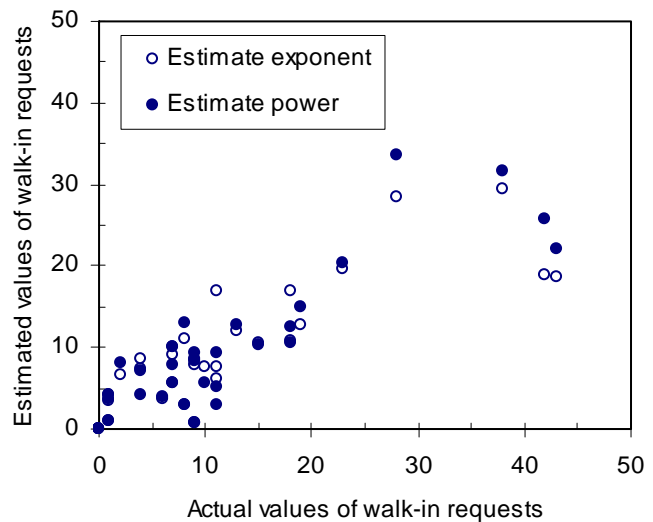 50
40
30
20
10
0
Estimated values of walk-in requests
Estimate exponent
Estimate power
0 10 20 30 40 50
Actual values of walk-in requests